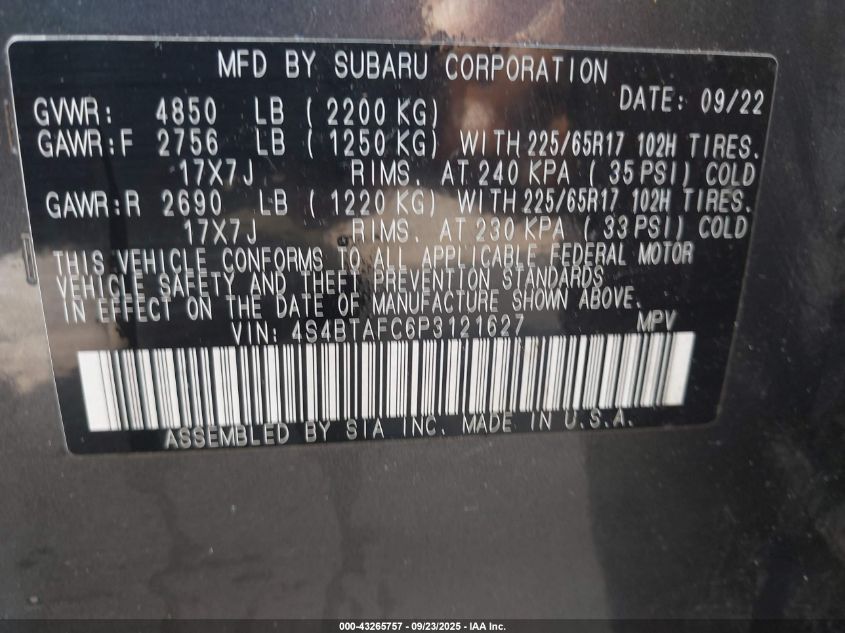 MFD BY SUBARU CORPORATION
DATE: 09/22
GVWR: 4850 LB ( 2200 KG)
GAWR:F 2756 LB ( 1250 KG) WITH 225/65R17 102H TIRES.
17X7J RIMS. AT 240 KPA ( 35 PSI) COLD
GAWR:R 2690 LB ( 1220 KG) WITH 225/65R17 102H TIRES.
17X7J RIMS. AT 230 KPA ( 33 PSI) COLD
THIS VEHICLE CONFORMS TO ALL APPLICABLE FEDERAL MOTOR
VEHICLE SAFETY AND THEFT PREVENTION STANDARDS
IN EFFECT ON THE DATE OF MANUFACTURE SHOWN ABOVE.
VIN: 4S4BTAFC6P3121627 MPV
ASSEMBLED BY SIA INC. MADE IN U.S.A.
000-43265757 - 09/23/2025 - IAA Inc.